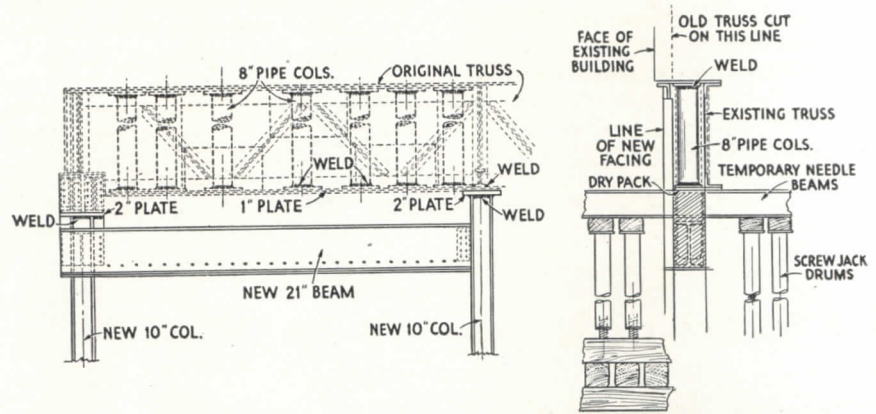 8" PIPE COLS.
ORIGINAL TRUSS
WELD
WELD
WELD
2" PLATE
1" PLATE
2" PLATE
WELD
NEW 21" BEAM
NEW 10" COL.
NEW 10" COL.
FACE OF
EXISTING
BUILDING
OLD TRUSS CUT
ON THIS LINE
WELD
EXISTING TRUSS
LINE
OF NEW
FACING
8" PIPE COLS.
DRY PACK
TEMPORARY NEEDLE
BEAMS
SCREW JACK
DRUMS